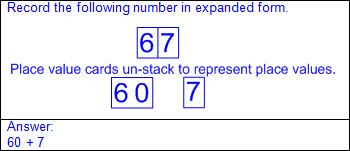 Record the following number in expanded form.
67
Place value cards un-stack to represent place values.
60 7
Answer:
60 + 7